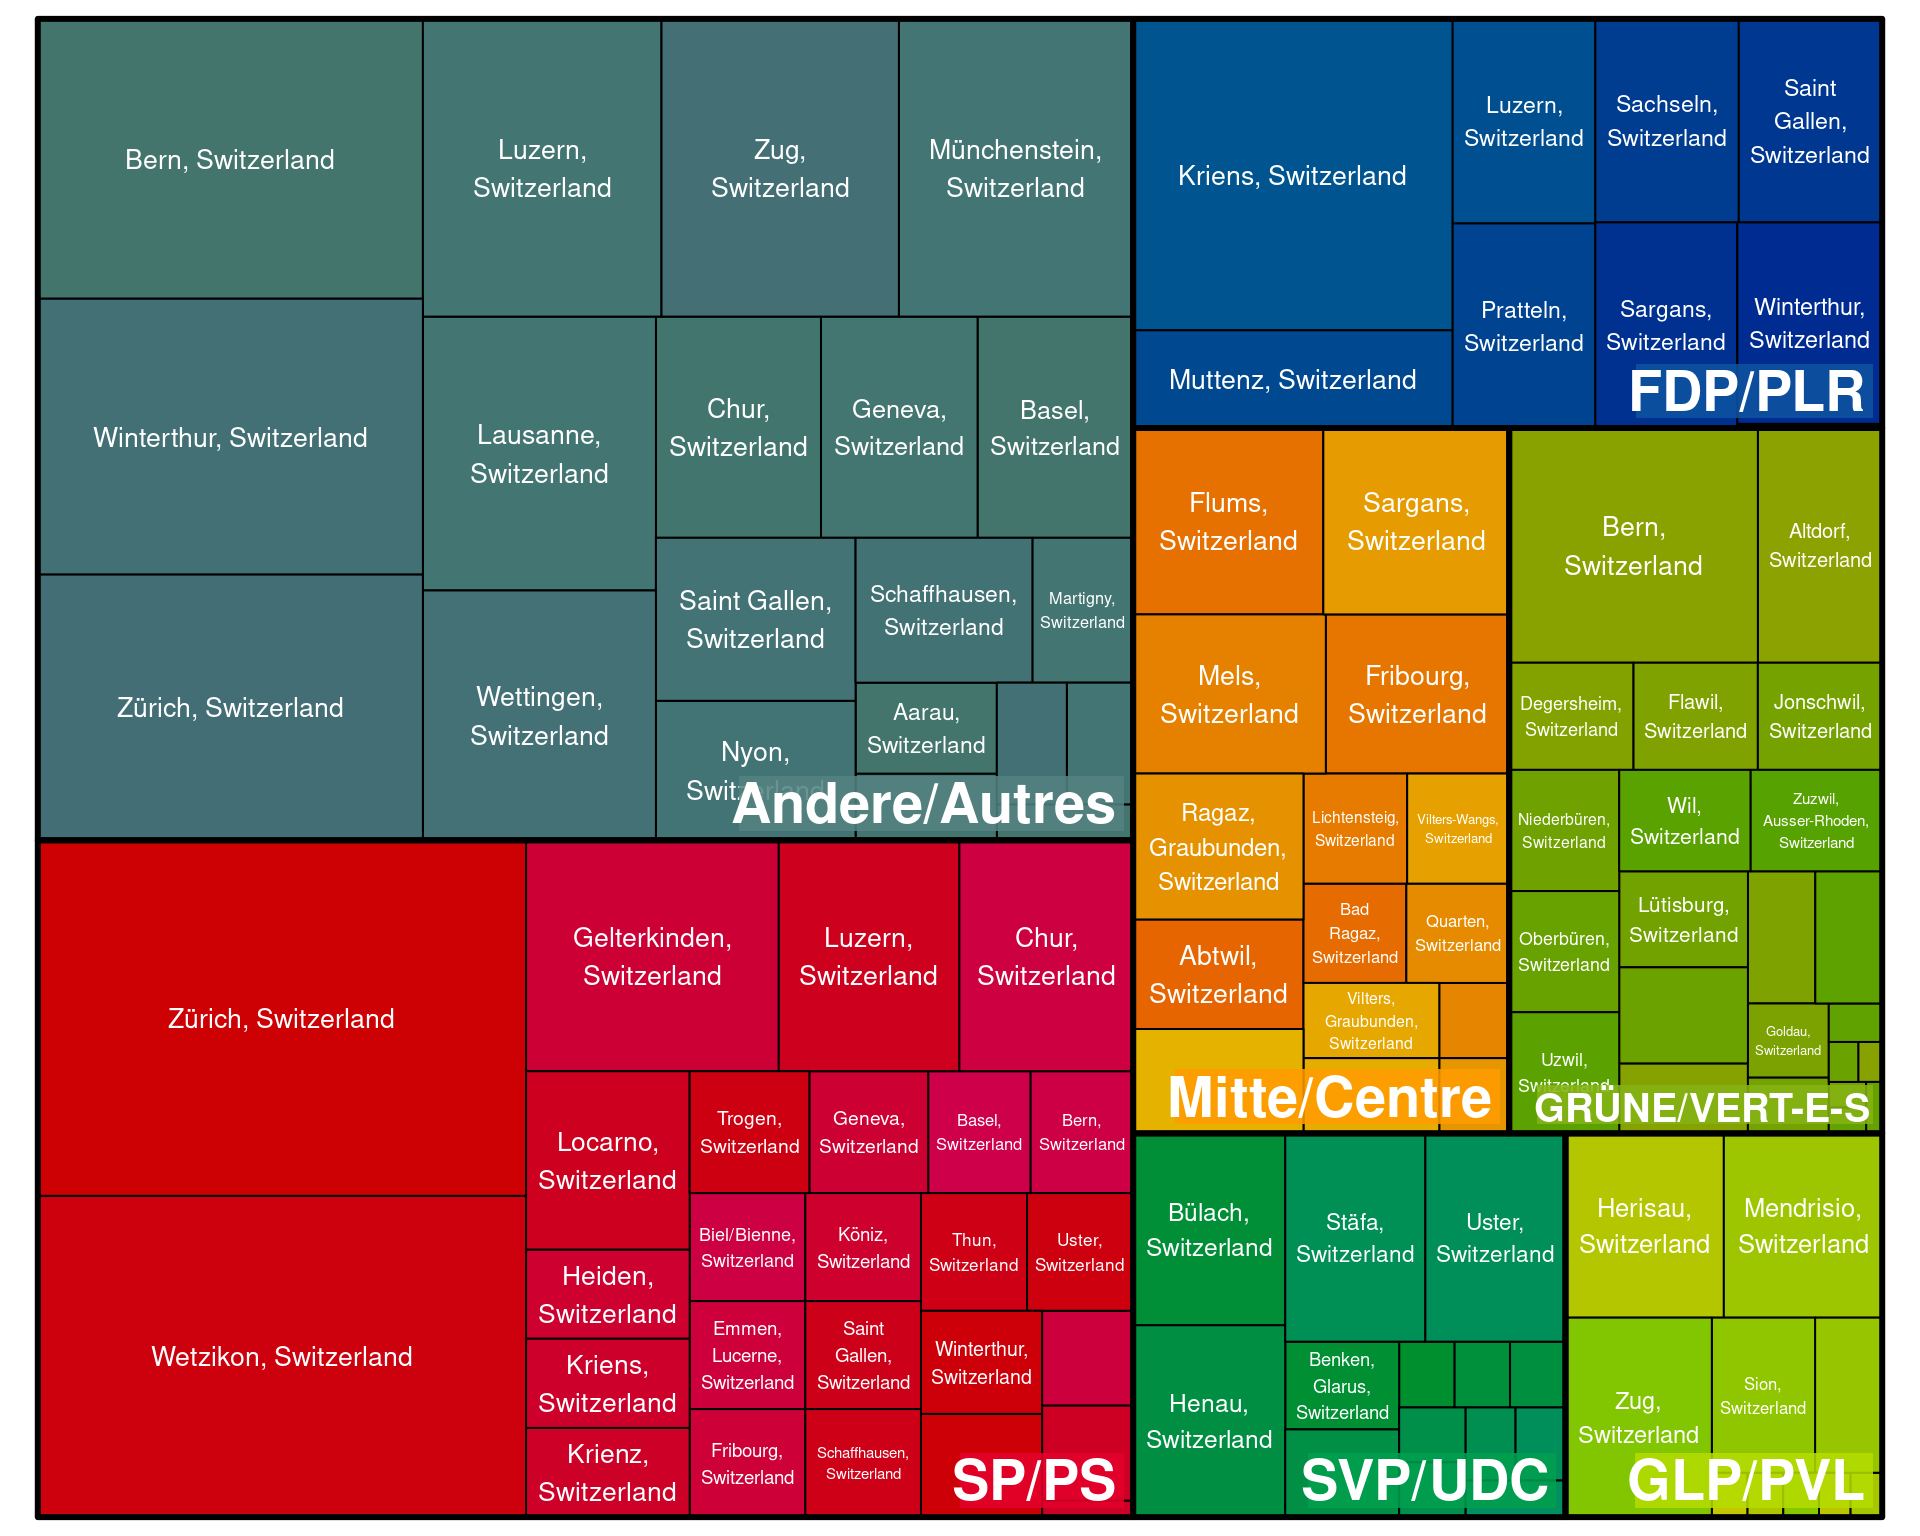 Bern, Switzerland
Winterthur, Switzerland
Zürich, Switzerland
Luzern,
Switzerland
Zug,
Switzerland
Münchenstein,
Switzerland
Lausanne,
Switzerland
Wettingen,
Switzerland
Chur,
Switzerland
Geneva,
Switzerland
Basel,
Switzerland
Saint Gallen,
Switzerland
Nyon,
Switzerland
Schaffhausen,
Switzerland
Martigny,
Switzerland
Aarau,
Switzerland
Andere/Autres
Kriens, Switzerland
Muttenz, Switzerland
Luzern,
Switzerland
Sachseln,
Switzerland
Saint
Gallen,
Switzerland
Pratteln,
Switzerland
Sargans,
Switzerland
Winterthur,
Switzerland
FDP/PLR
Flums,
Switzerland
Sargans,
Switzerland
Mels,
Switzerland
Fribourg,
Switzerland
Ragaz,
Graubunden,
Switzerland
Abtwil,
Switzerland
Lichtensteig,
Switzerland
Vilters-Wangs,
Switzerland
Bad
Ragaz,
Switzerland
Quarten,
Switzerland
Vilters,
Graubunden,
Switzerland
Mitte/Centre
Bern,
Switzerland
Altdorf,
Switzerland
Degersheim,
Switzerland
Flawil,
Switzerland
Jonschwil,
Switzerland
Niederbüren,
Switzerland
Oberbüren,
Switzerland
Uzwil,
Switzerland
Wil,
Switzerland
Zuzwil,
Ausser-Rhoden,
Switzerland
Lütisburg,
Switzerland
Goldau,
Switzerland
GRÜNE/VERT-E-S
Zürich, Switzerland
Wetzikon, Switzerland
Gelterkinden,
Switzerland
Luzern,
Switzerland
Chur,
Switzerland
Locarno,
Switzerland
Heiden,
Switzerland
Kriens,
Switzerland
Krienz,
Switzerland
Trogen,
Switzerland
Geneva,
Switzerland
Basel,
Switzerland
Bern,
Switzerland
Biel/Bienne,
Switzerland
Köniz,
Switzerland
Thun,
Switzerland
Uster,
Switzerland
Emmen,
Lucerne,
Switzerland
Saint
Gallen,
Switzerland
Winterthur,
Switzerland
Fribourg,
Switzerland
Schaffhausen,
Switzerland
SP/PS
Bülach,
Switzerland
Henau,
Switzerland
Stäfa,
Switzerland
Uster,
Switzerland
Benken,
Glarus,
Switzerland
SVP/UDC
Herisau,
Switzerland
Mendrisio,
Switzerland
Zug,
Switzerland
Sion,
Switzerland
GLP/PVL